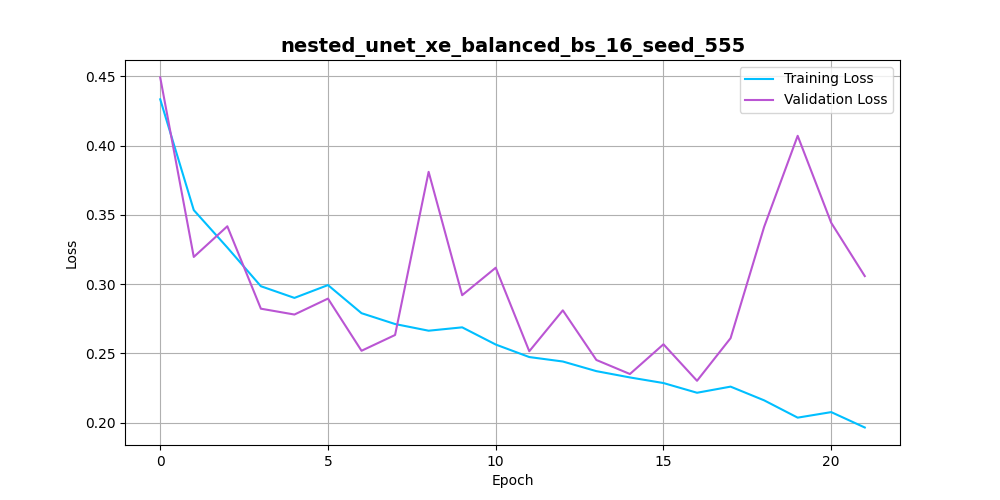 nested_unet_xe_balanced_bs_16_seed_555
Training Loss
Validation Loss
0.45
0.40
0.35
0.30
0.25
0.20
Loss
0 5 10 15 20
Epoch